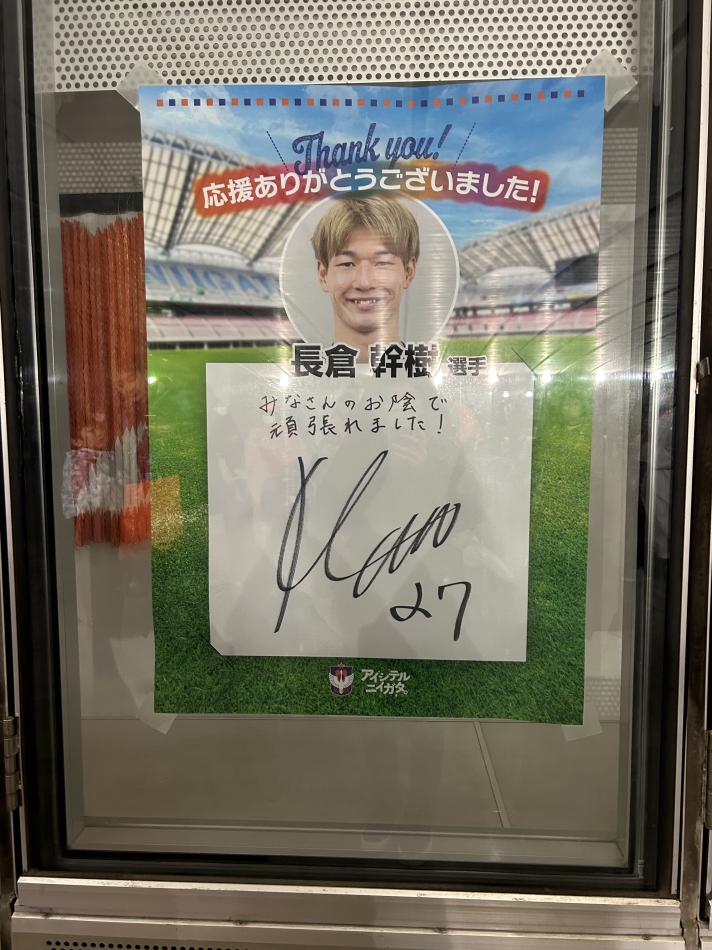 Thank you!
応援ありがとうございました!
長倉 幹樹 選手
みなさんのお陰で
頑張れました!
27
アイシテル
ニイガタ